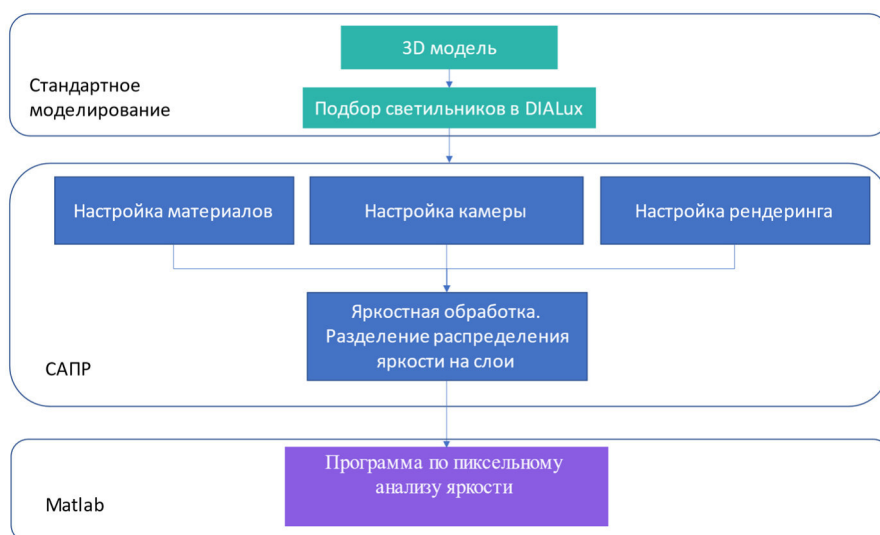 3D модель
Стандартное
моделирование
Подбор светильников в DIALux
Настройка материалов
Настройка камеры
Настройка рендеринга
Яркостная обработка.
Разделение распределения
яркости на слои
САПР
Программа по пиксельному
анализу яркости
Matlab